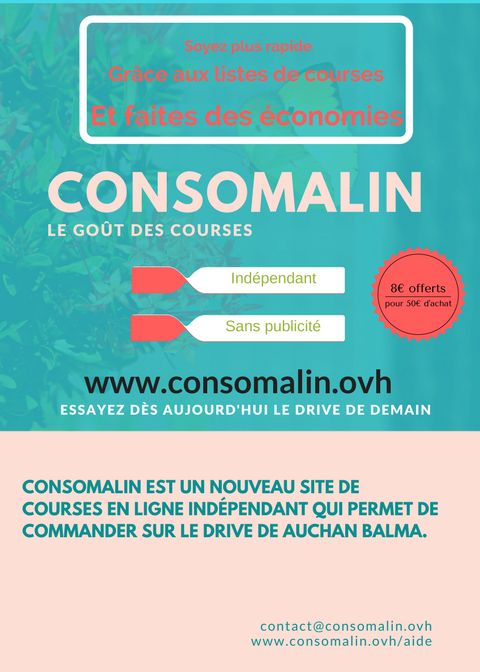 Soyez plus rapide
Grâce aux listes de courses
Et faites des économies
CONSOMALIN
LE GOÛT DES COURSES
Indépendant
Sans publicité
8€ offerts
pour 50€ d'achat
www.consomalin.ovh
ESSAYEZ DÈS AUJOURD'HUI LE DRIVE DE DEMAIN
CONSOMALIN EST UN NOUVEAU SITE DE
COURSES EN LIGNE INDÉPENDANT QUI PERMET DE
COMMANDER SUR LE DRIVE DE AUCHAN BALMA.
contact@consomalin.ovh
www.consomalin.ovh/aide